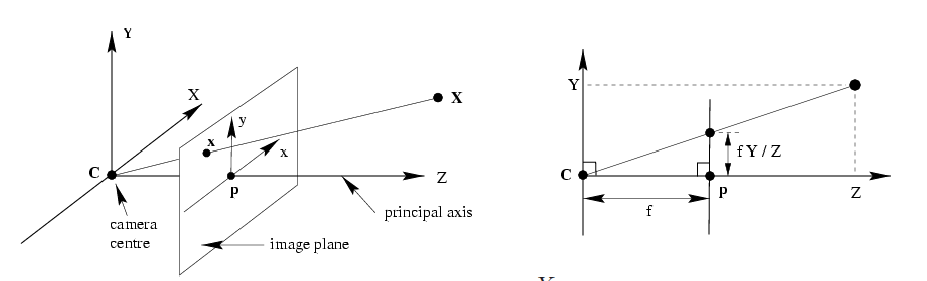 Y
X
X
x
y
x
C
p
Z
camera
centre
principal axis
image plane
Y
C
f Y / Z
p
Z
f